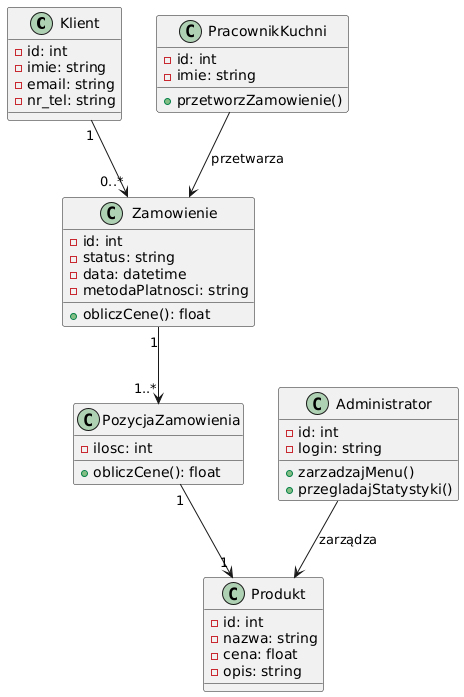 C Klient
id: int
imie: string
email: string
nr_tel: string
C PracownikKuchni
id: int
imie: string
przetworzZamowienie()
1
0..*
przetwarza
C Zamowienie
id: int
status: string
data: datetime
metodaPlatnosci: string
obliczCene(): float
1
1..*
C PozycjaZamowienia
ilosc: int
obliczCene(): float
C Administrator
id: int
login: string
zarzadzajMenu()
przegladajStatystyki()
1
1
zarządza
C Produkt
id: int
nazwa: string
cena: float
opis: string